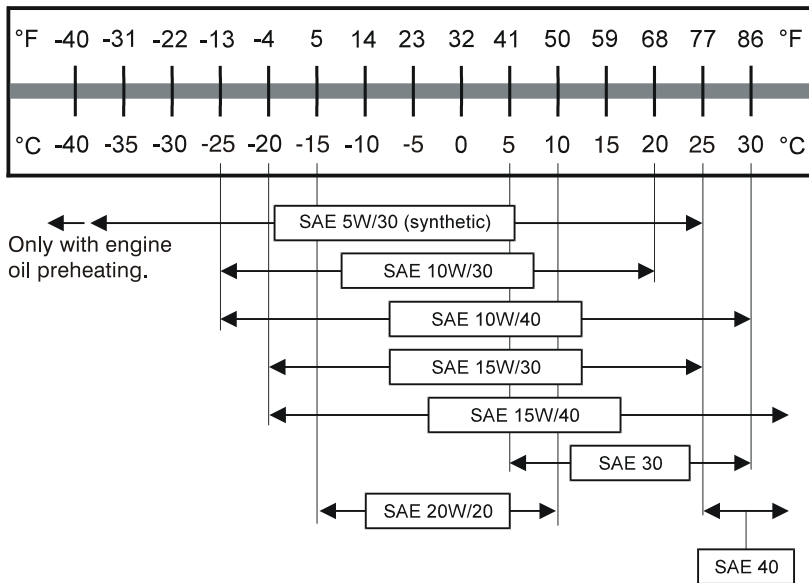 °F -40 -31 -22 -13 -4 5 14 23 32 41 50 59 68 77 86 °F
°C -40 -35 -30 -25 -20 -15 -10 -5 0 5 10 15 20 25 30 °C
SAE 5W/30 (synthetic)
Only with engine
oil preheating.
SAE 10W/30
SAE 10W/40
SAE 15W/30
SAE 15W/40
SAE 30
SAE 20W/20
SAE 40